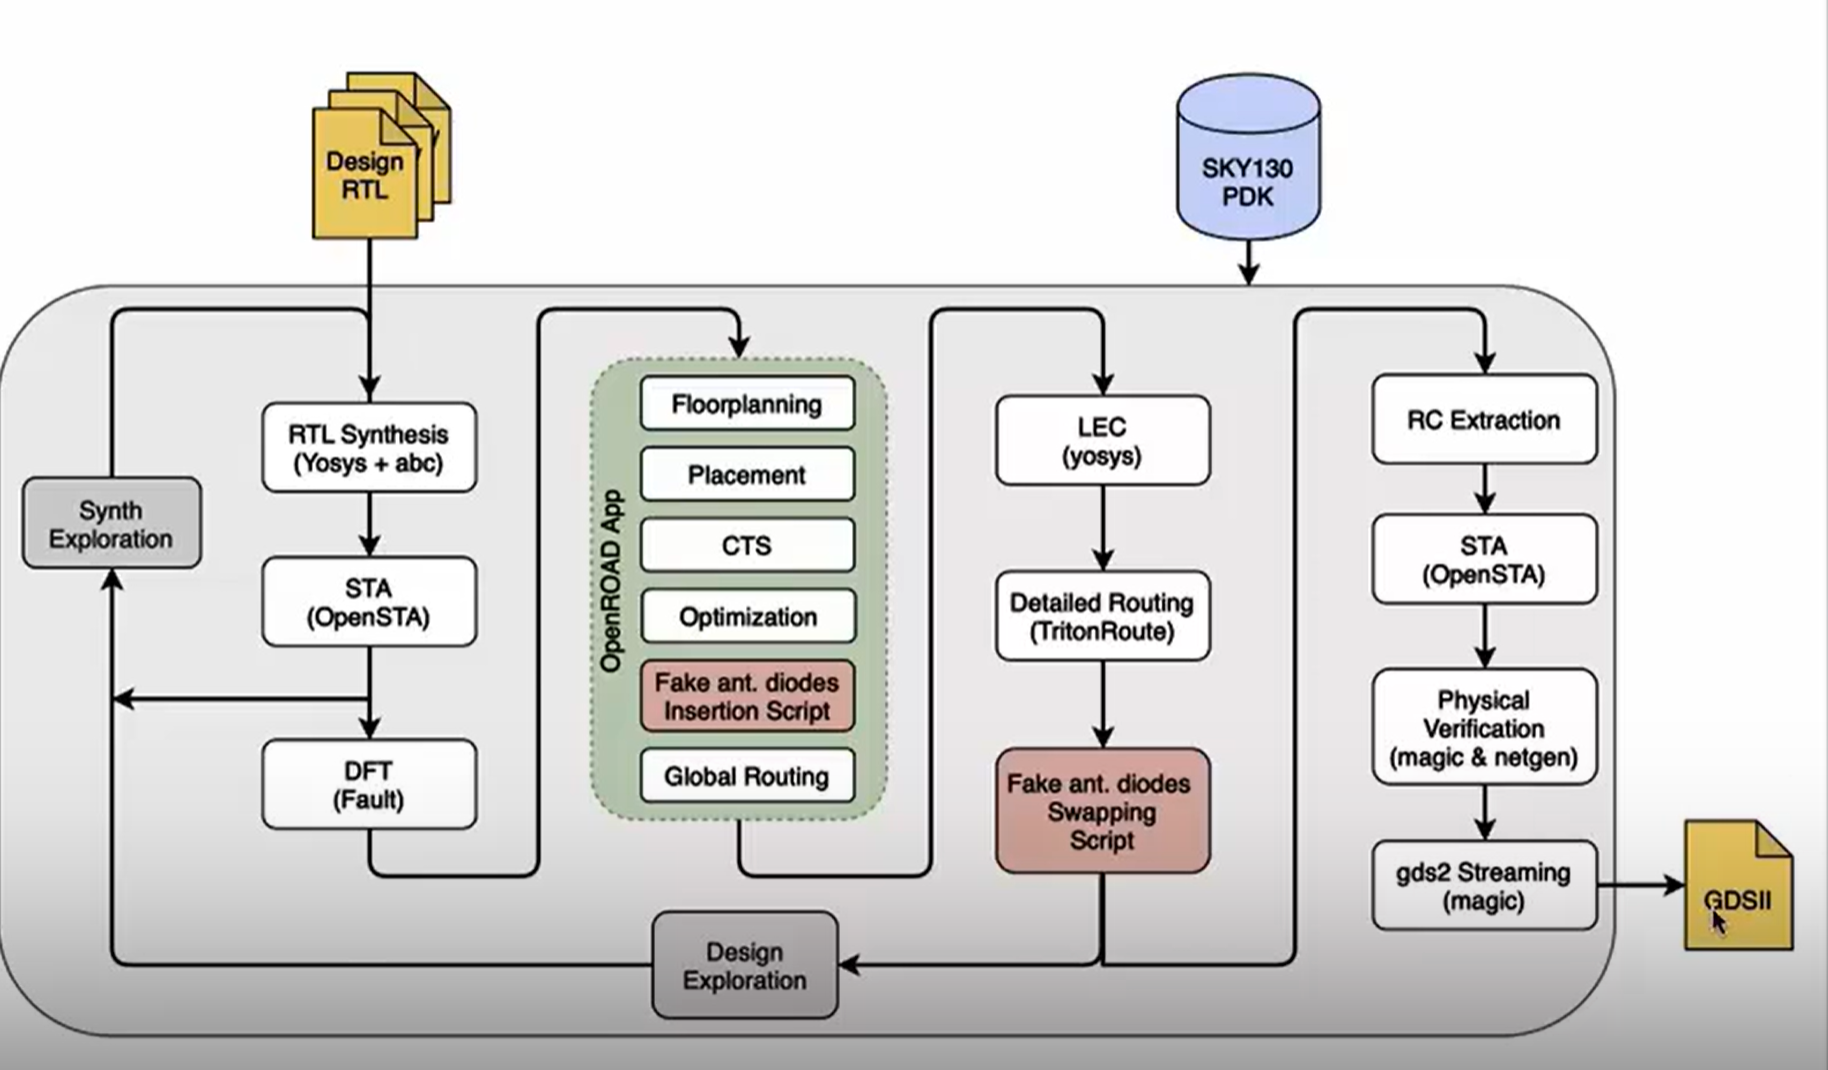 Design
RTL
SKY130
PDK
RTL Synthesis
(Yosys + abc)
Synth
Exploration
STA
(OpenSTA)
DFT
(Fault)
OpenROAD App
Floorplanning
Placement
CTS
Optimization
Fake ant. diodes
Insertion Script
Global Routing
LEC
(yosys)
Detailed Routing
(TritonRoute)
Fake ant. diodes
Swapping
Script
Design
Exploration
RC Extraction
STA
(OpenSTA)
Physical
Verification
(magic & netgen)
gds2 Streaming
(magic)
GDSII